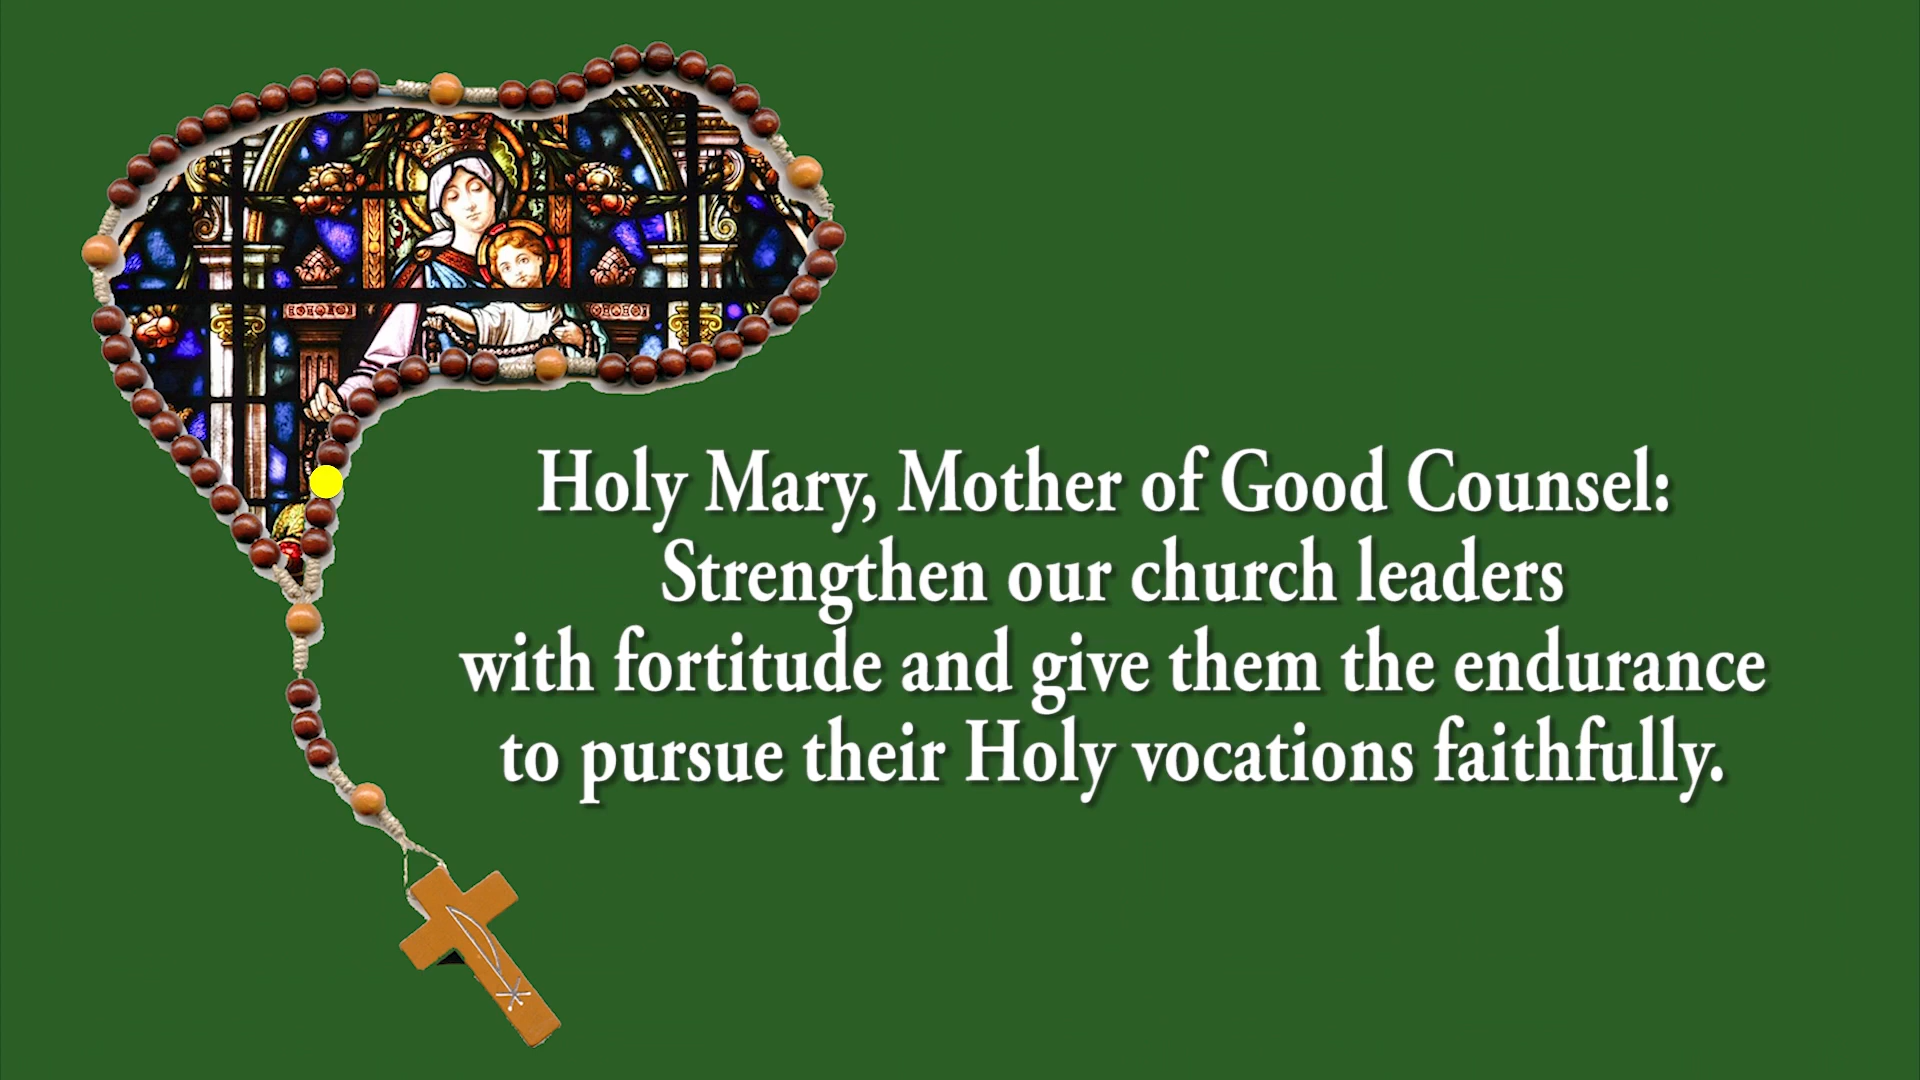 Holy Mary, Mother of Good Counsel:
Strengthen our church leaders
with fortitude and give them the endurance
to pursue their Holy vocations faithfully.